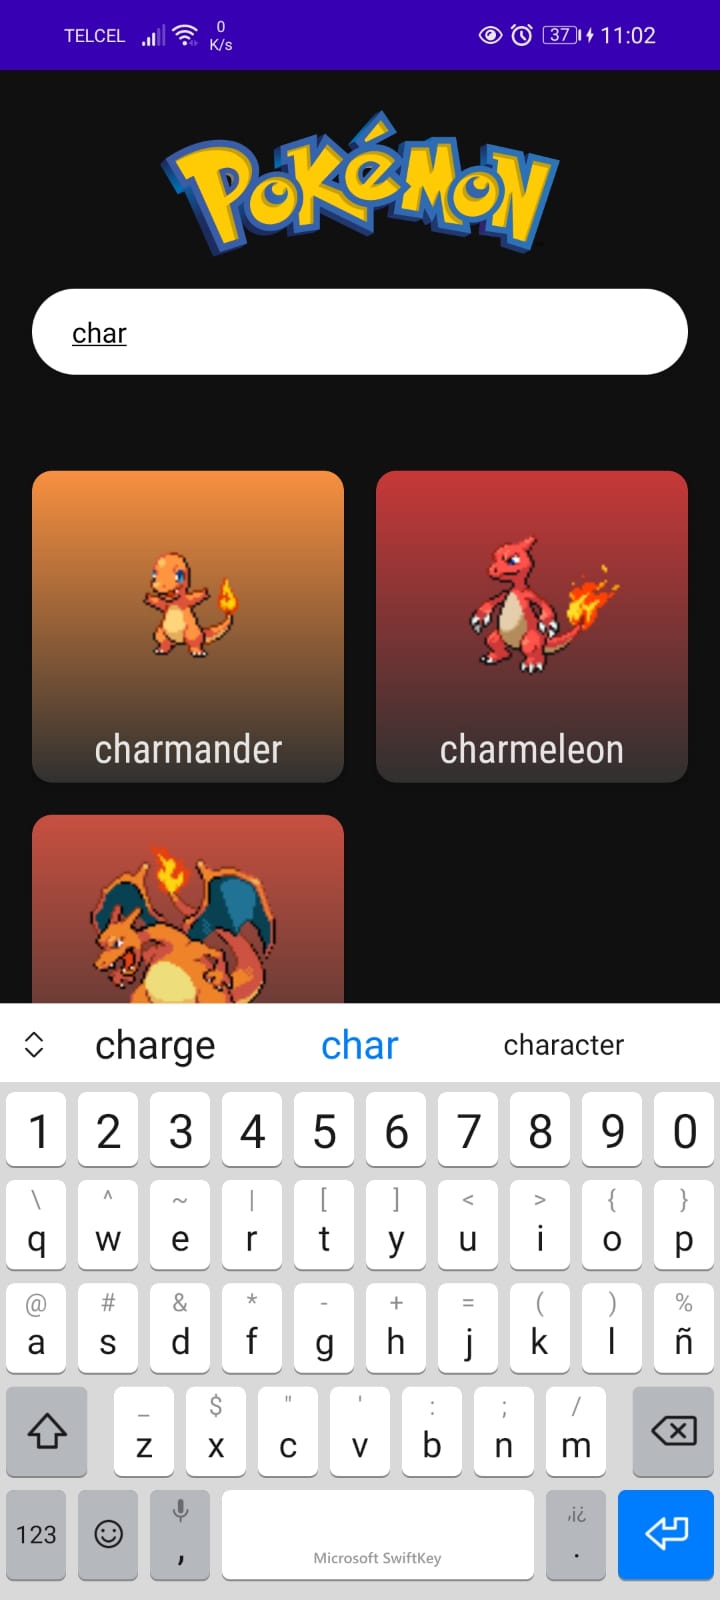 TELCEL 0 K/s 37 11:02
Pokémon
char
charmander charmeleon
charge char character
1 2 3 4 5 6 7 8 9 0
\ ^ ~ | [ ] < > { }
q w e r t y u i o p
@ # & * - + = ( ) %
a s d f g h j k l ñ
_ $ " ' : ; /
z x c v b n m
,¡¿
123 , Microsoft SwiftKey .